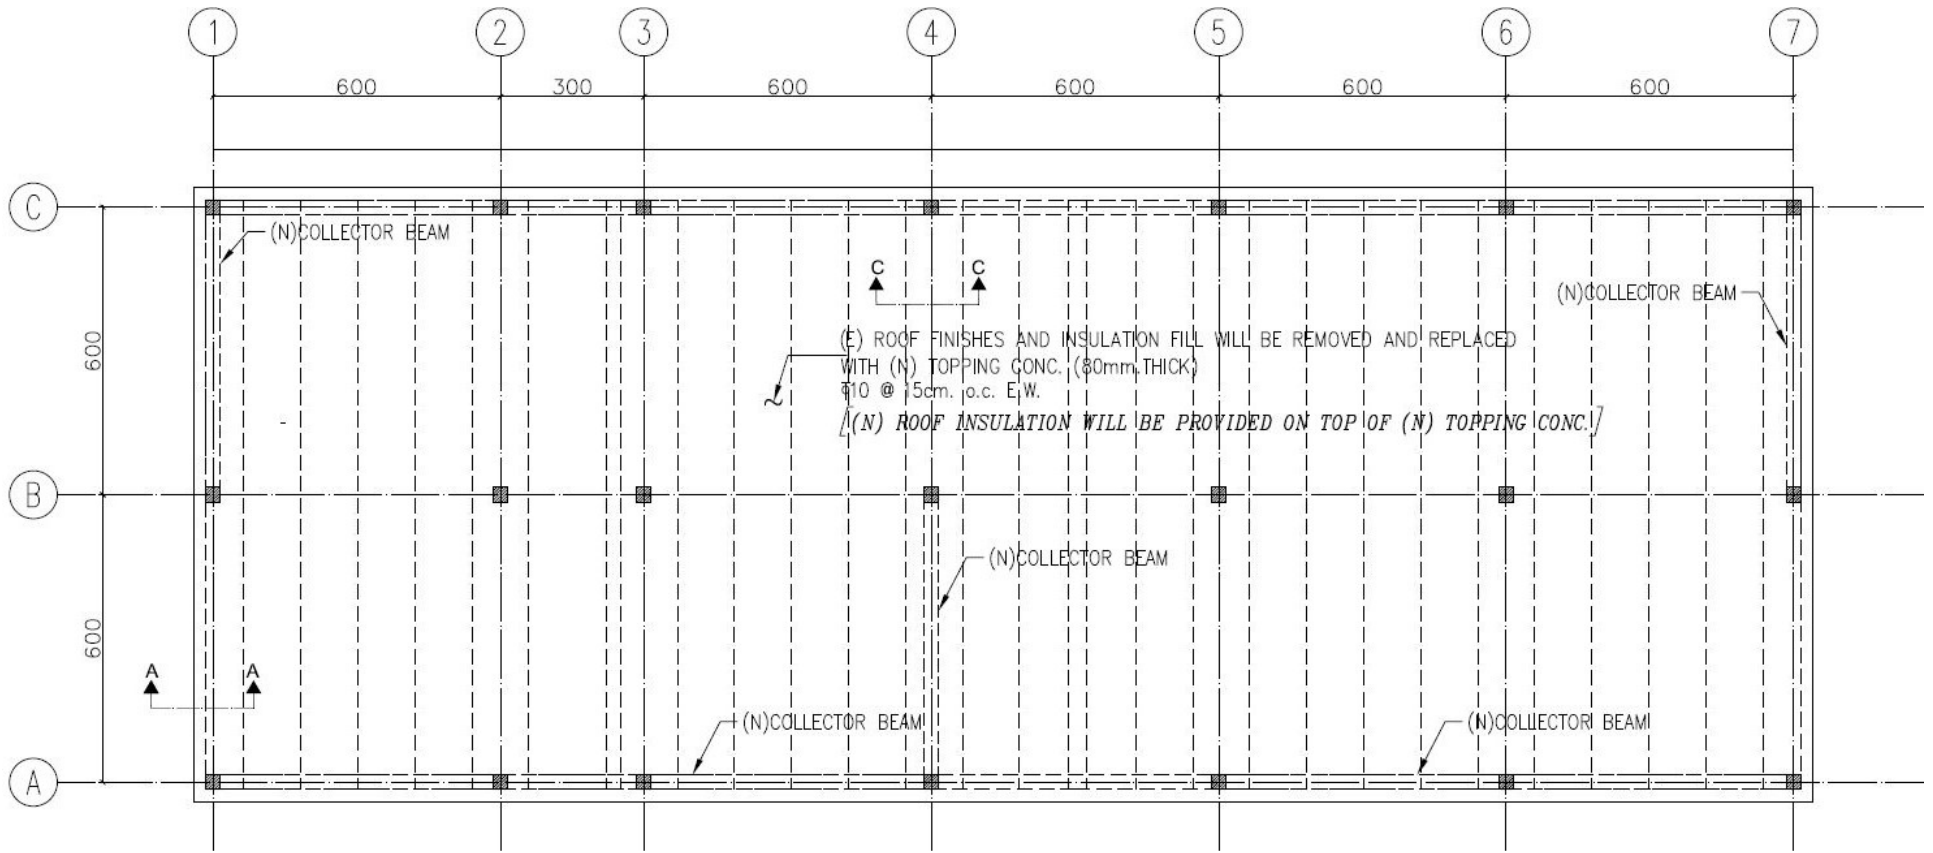 1 2 3 4 5 6 7
600 300 600 600 600 600
C
(N)COLLECTOR BEAM
C C
(N)COLLECTOR BEAM
(E) ROOF FINISHES AND INSULATION FILL WILL BE REMOVED AND REPLACED
WITH (N) TOPPING CONC. (80mm.THICK)
φ10 @ 15cm. o.c. E.W.
[(N) ROOF INSULATION WILL BE PROVIDED ON TOP OF (N) TOPPING CONC.]
600
B
(N)COLLECTOR BEAM
600
A A
(N)COLLECTOR BEAM (N)COLLECTOR BEAM
A